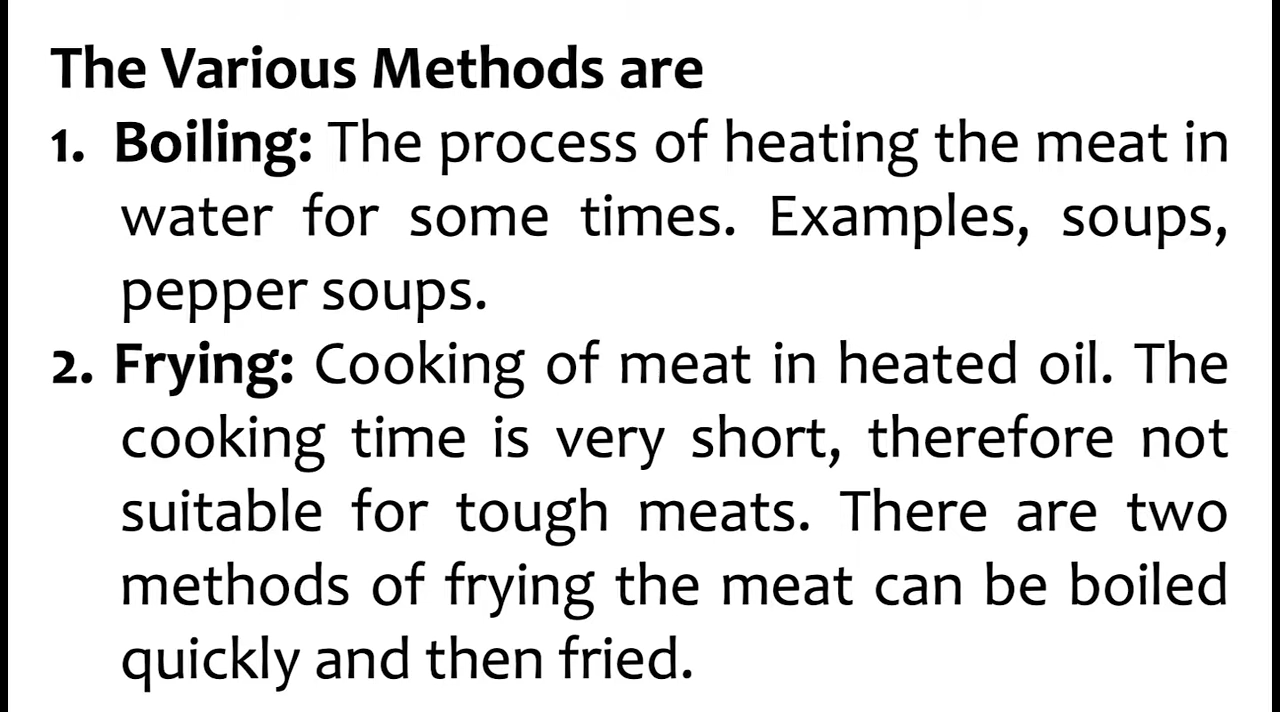 The Various Methods are
1. Boiling: The process of heating the meat in
water for some times. Examples, soups,
pepper soups.
2. Frying: Cooking of meat in heated oil. The
cooking time is very short, therefore not
suitable for tough meats. There are two
methods of frying the meat can be boiled
quickly and then fried.